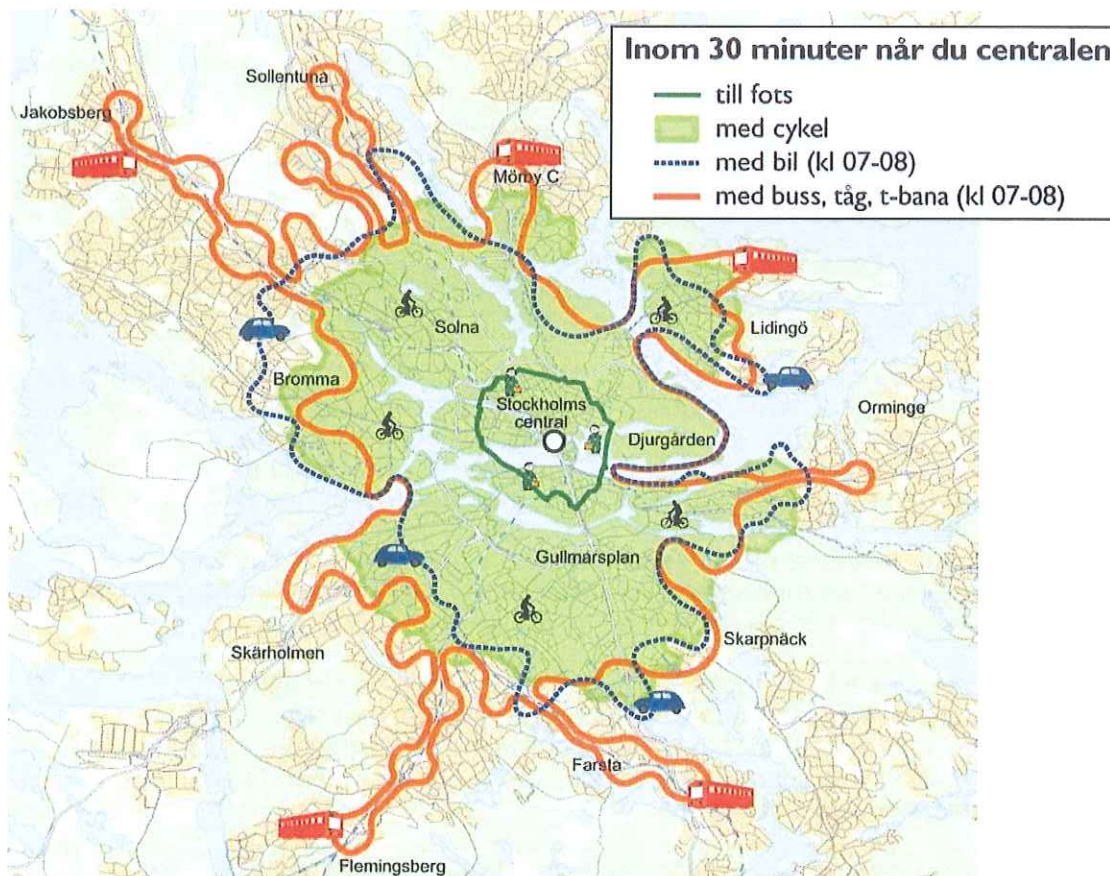 Inom 30 minuter når du centralen
till fots
med cykel
med bil (kl 07-08)
med buss, tåg, t-bana (kl 07-08)
Sollentuna
Jakobsberg
Mörby C
Solna
Lidingö
Bromma
Stockholms
central
Orminge
Djurgården
Gullmarsplan
Skarpnäck
Skärholmen
Farsta
Flemingsberg